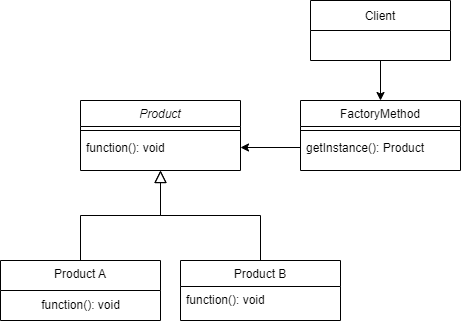 Client
Product
FactoryMethod
function(): void
getInstance(): Product
Product A
Product B
function(): void
function(): void